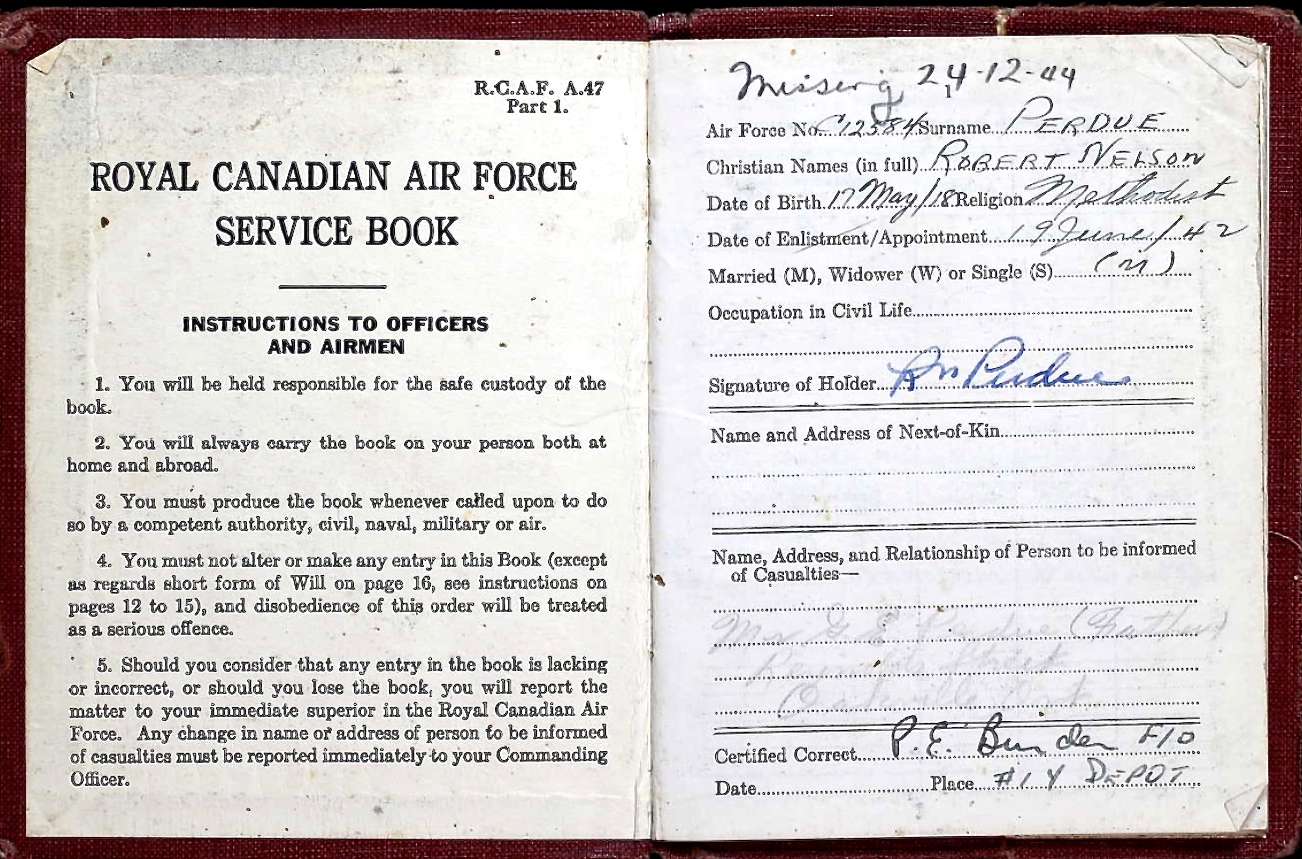 R.C.A.F. A.47
Part 1.
ROYAL CANADIAN AIR FORCE
SERVICE BOOK
INSTRUCTIONS TO OFFICERS
AND AIRMEN
1. You will be held responsible for the safe custody of the
book.
2. You will always carry the book on your person both at
home and abroad.
3. You must produce the book whenever called upon to do
so by a competent authority, civil, naval, military or air.
4. You must not alter or make any entry in this Book (except
as regards short form of Will on page 16, see instructions on
pages 12 to 15), and disobedience of this order will be treated
as a serious offence.
5. Should you consider that any entry in the book is lacking
or incorrect, or should you lose the book, you will report the
matter to your immediate superior in the Royal Canadian Air
Force. Any change in name or address of person to be informed
of casualties must be reported immediately to your Commanding
Officer.
Missing 24-12-44
Air Force No. C12584 Surname PERDUE
Christian Names (in full) ROBERT NELSON
Date of Birth 17 May/18 Religion Methodist
Date of Enlistment/Appointment 19 June/42
Married (M), Widower (W) or Single (S) (M)
Occupation in Civil Life
Signature of Holder RN Perdue
Name and Address of Next-of-Kin
Name, Address, and Relationship of Person to be informed
of Casualties—
G E Perdue (Father)
Street
Oakville Ont
Certified Correct P.E. F/O
Date Place #1 Y DEPOT